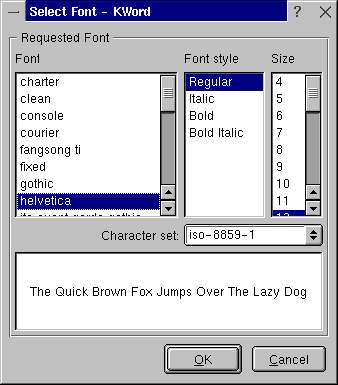 Select Font - KWord
Requested Font
Font
Font style
Size
charter
clean
console
courier
fangsong ti
fixed
gothic
helvetica
Regular
Italic
Bold
Bold Italic
4
5
6
7
8
9
10
11
12
Character set:
iso-8859-1
The Quick Brown Fox Jumps Over The Lazy Dog
OK
Cancel